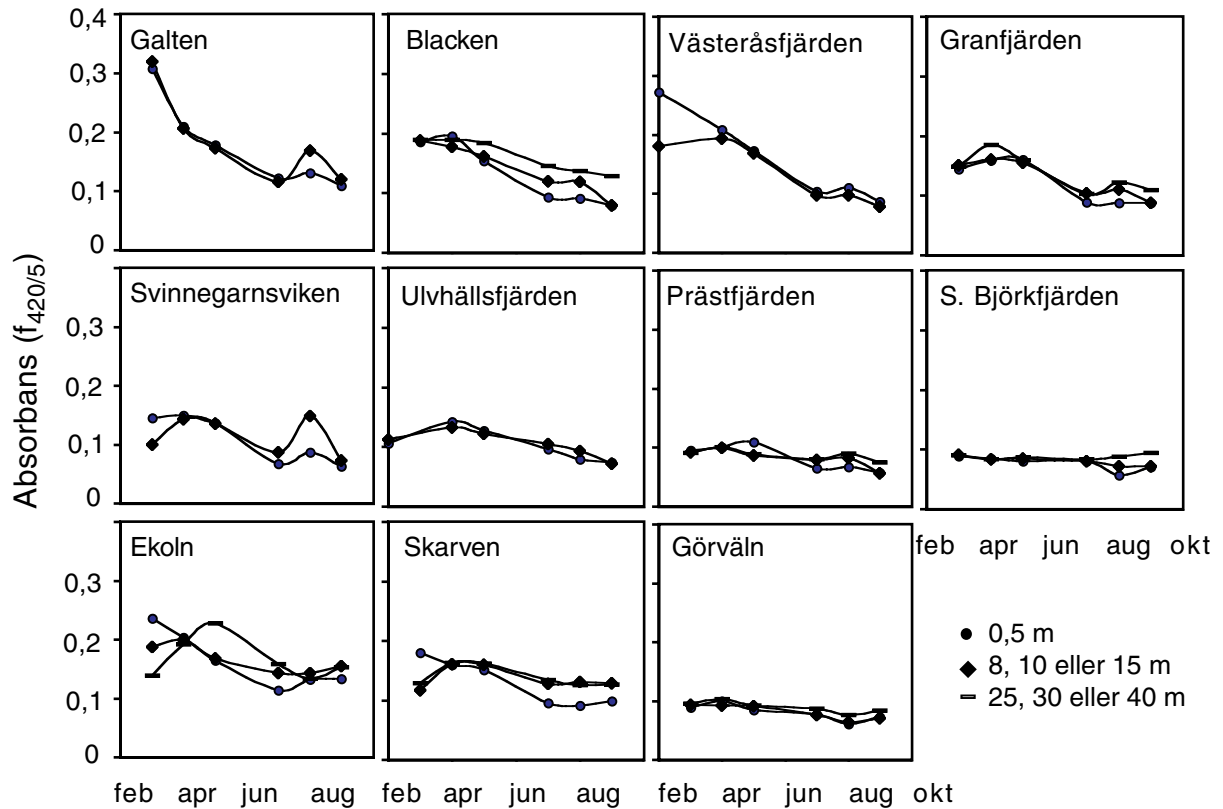 0,4
0,3
0,2
0,1
0
Galten
Blacken
Västeråsfjärden
Granfjärden
Absorbans (f420/5)
0,3
0,2
0,1
0
Svinnegarnsviken
Ulvhällsfjärden
Prästfjärden
S. Björkfjärden
feb apr jun aug okt
0,3
0,2
0,1
0
Ekoln
Skarven
Görväln
0,5 m
8, 10 eller 15 m
25, 30 eller 40 m
feb apr jun aug feb apr jun aug feb apr jun aug okt